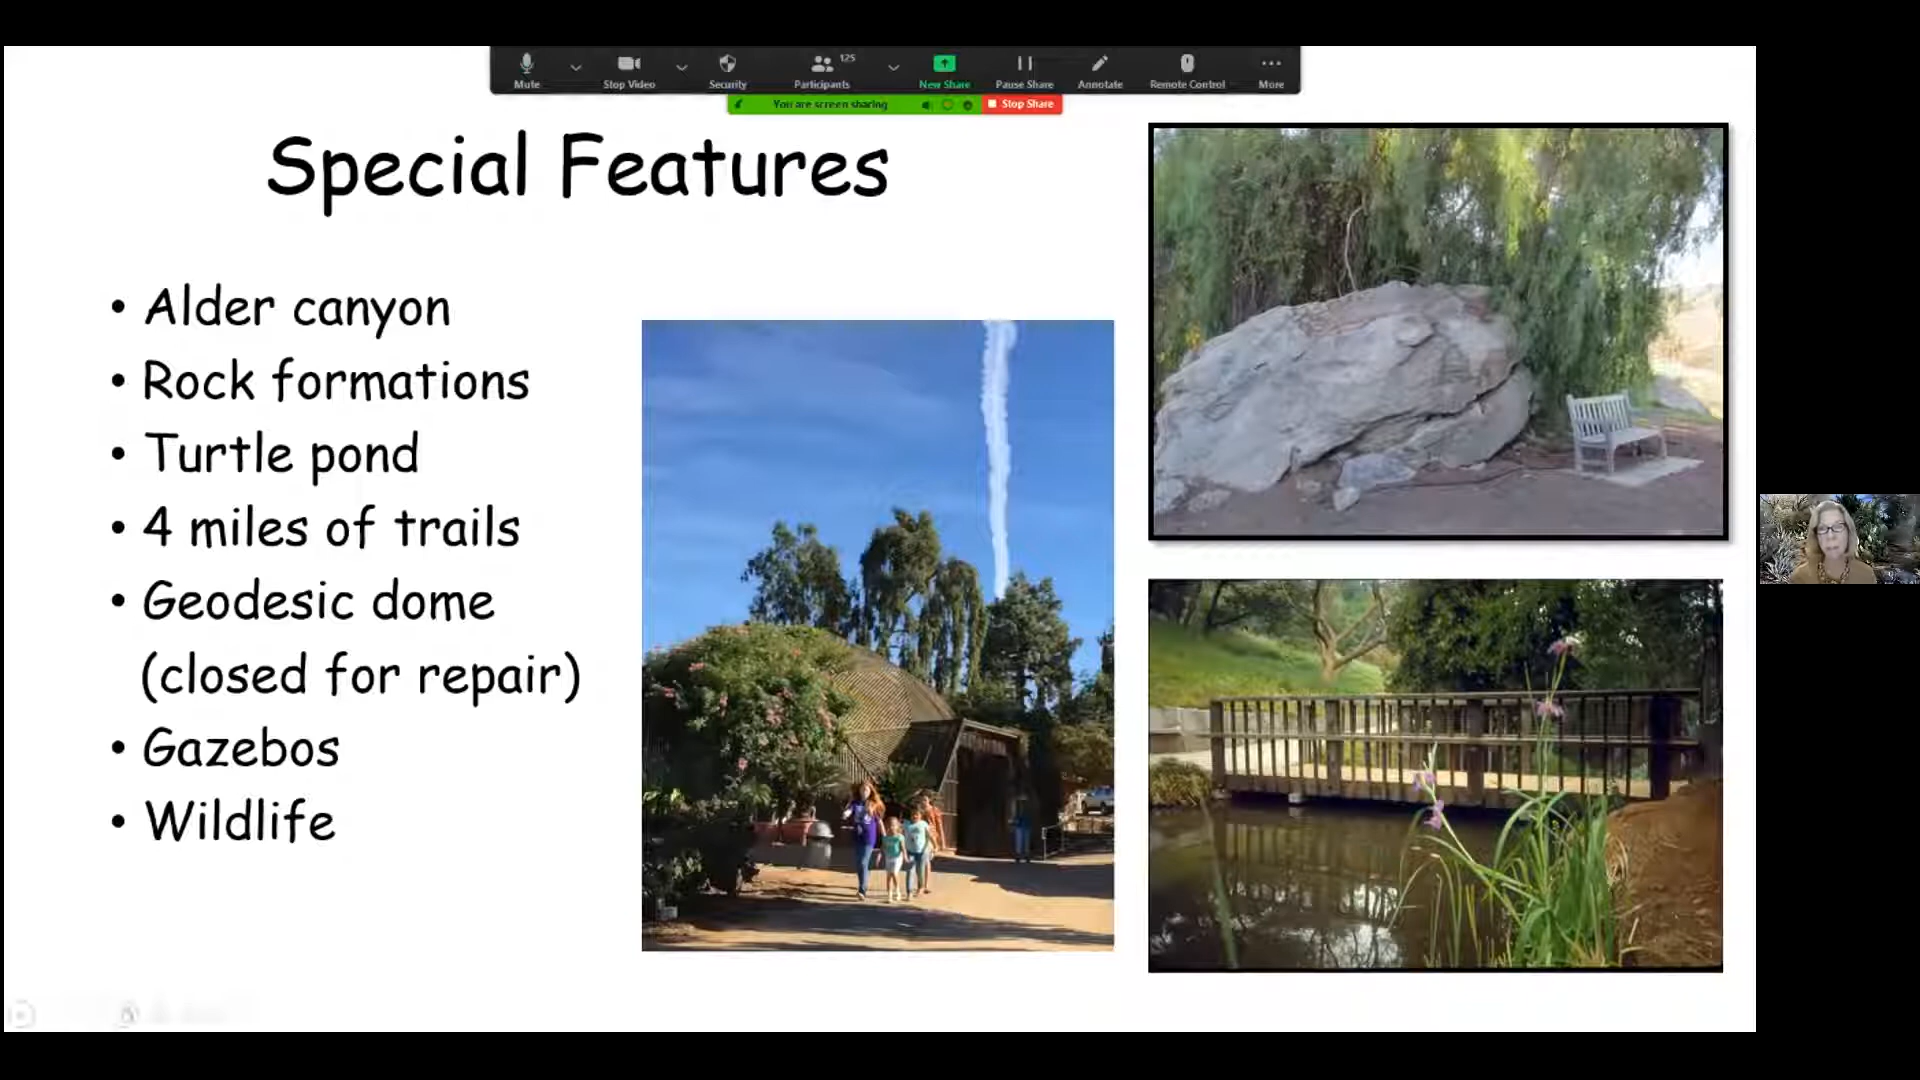 Mute
Stop Video
Security
Participants
125
New Share
Pause Share
Annotate
Remote Control
More
You are screen sharing
Stop Share
Special Features
• Alder canyon
• Rock formations
• Turtle pond
• 4 miles of trails
• Geodesic dome
(closed for repair)
• Gazebos
• Wildlife